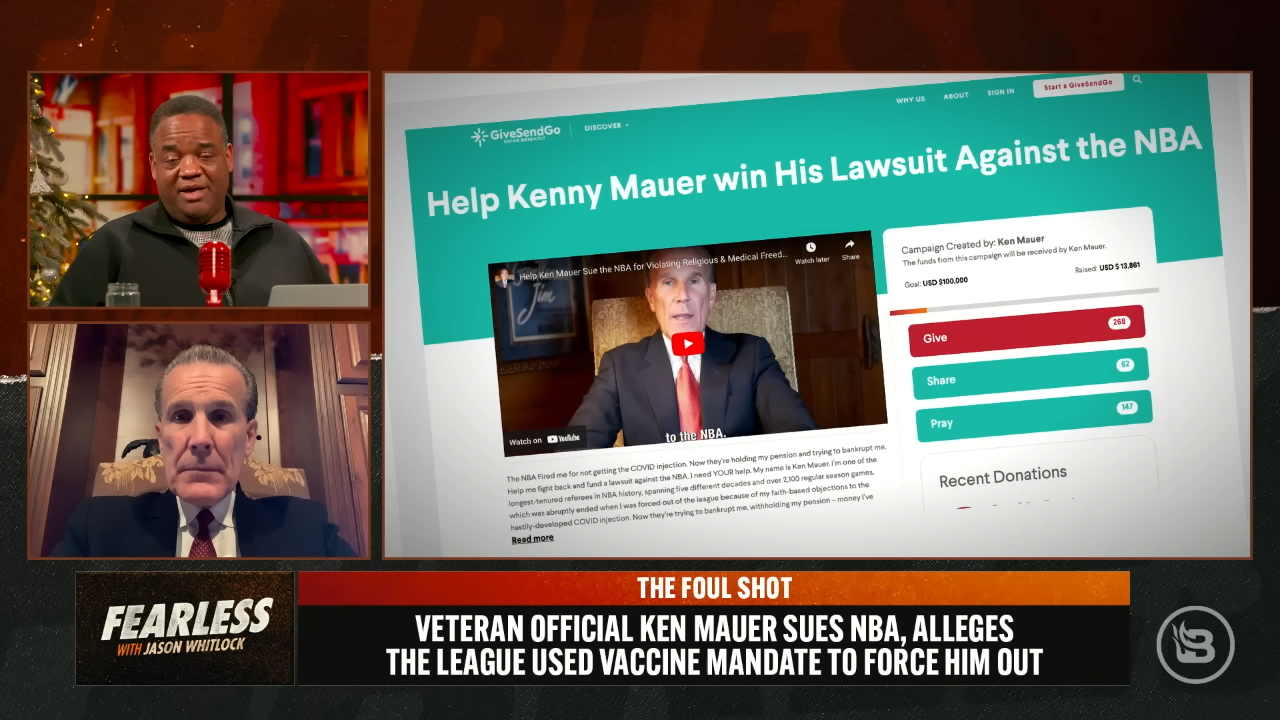 GiveSendGo
SHINE BRIGHTLY
DISCOVER
WHY US
ABOUT
SIGN IN
Start a GiveSendGo
Help Kenny Mauer win His Lawsuit Against the NBA
Jim
Help Ken Mauer Sue the NBA for Violating Religious & Medical Freed...
Watch later
Share
to the NBA.
Watch on YouTube
Campaign Created by: Ken Mauer
The funds from this campaign will be received by Ken Mauer.
Goal: USD $100,000
Raised: USD $ 13,861
Give 268
Share 62
Pray 147
Recent Donations
The NBA Fired me for not getting the COVID injection. Now they're holding my pension and trying to bankrupt me.
Help me fight back and fund a lawsuit against the NBA. I need YOUR help. My name is Ken Mauer. I'm one of the
longest-tenured referees in NBA history, spanning five different decades and over 2,100 regular season games,
which was abruptly ended when I was forced out of the league because of my faith-based objections to the
hastily-developed COVID injection. Now they're trying to bankrupt me, withholding my pension – money I've
Read more
FEARLESS
WITH JASON WHITLOCK
THE FOUL SHOT
VETERAN OFFICIAL KEN MAUER SUES NBA, ALLEGES
THE LEAGUE USED VACCINE MANDATE TO FORCE HIM OUT
B